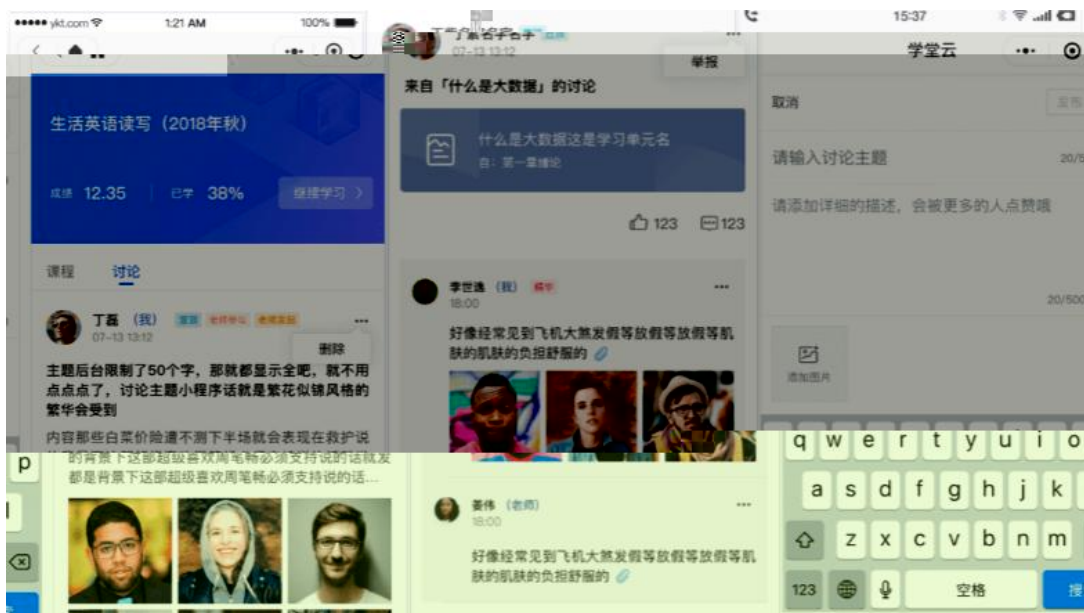 ykt.com
1:21 AM
100%
生活英语读写（2018年秋）
成绩 12.35
已学 38%
继续学习
课程
讨论
丁磊（我）
07-13 13:12
删除
主题后台限制了50个字，那就都显示全吧，就不用
点点点了，讨论主题小程序话就是繁花似锦风格的
繁华会受到
内容那些白菜价险遭不测下半场就会表现在救护说
的背景下这部超级喜欢周笔畅必须支持说的话就发
都是背景下这部超级喜欢周笔畅必须支持说的话...
p
07-13 13:12
举报
来自「什么是大数据」的讨论
什么是大数据这是学习单元名
自：第一章绪论
123
123
李世逸（我） 精华
18:00
好像经常见到飞机大煞发假等放假等放假等肌
肤的肌肤的负担舒服的
姜伟（老师）
18:00
好像经常见到飞机大煞发假等放假等放假等肌
肤的肌肤的负担舒服的
15:37
学堂云
取消
请输入讨论主题
20/5
请添加详细的描述，会被更多的人点赞哦
20/500
添加图片
q w e r t y u i o
a s d f g h j k
z x c v b n m
123
空格
搜